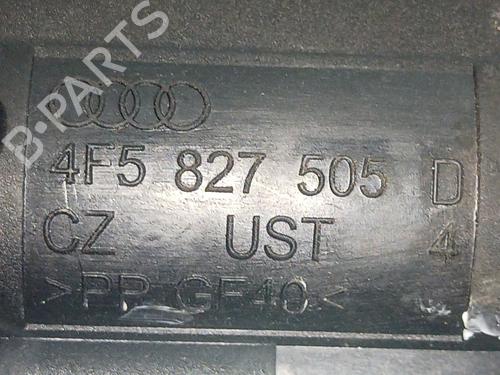 B-PARTS
4F5 827 505 D
CZ UST 4
>PP GF40<